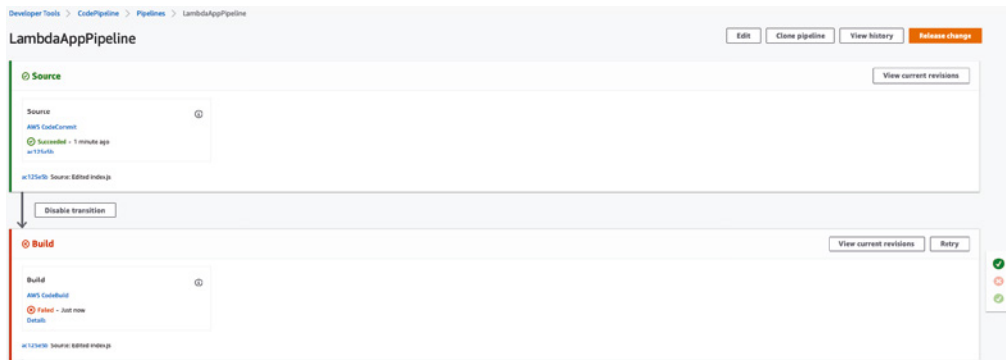 Developer Tools > CodePipeline > Pipelines > LambdaAppPipeline
LambdaAppPipeline
Edit Clone pipeline View history Release change
Source View current revisions
Source
AWS CodeCommit
Succeeded - 1 minute ago
ac125e5b
ac125e5b Source: Edited index.js
Disable transition
Build View current revisions Retry
Build
AWS CodeBuild
Failed - Just now
Details
ac125e5b Source: Edited index.js